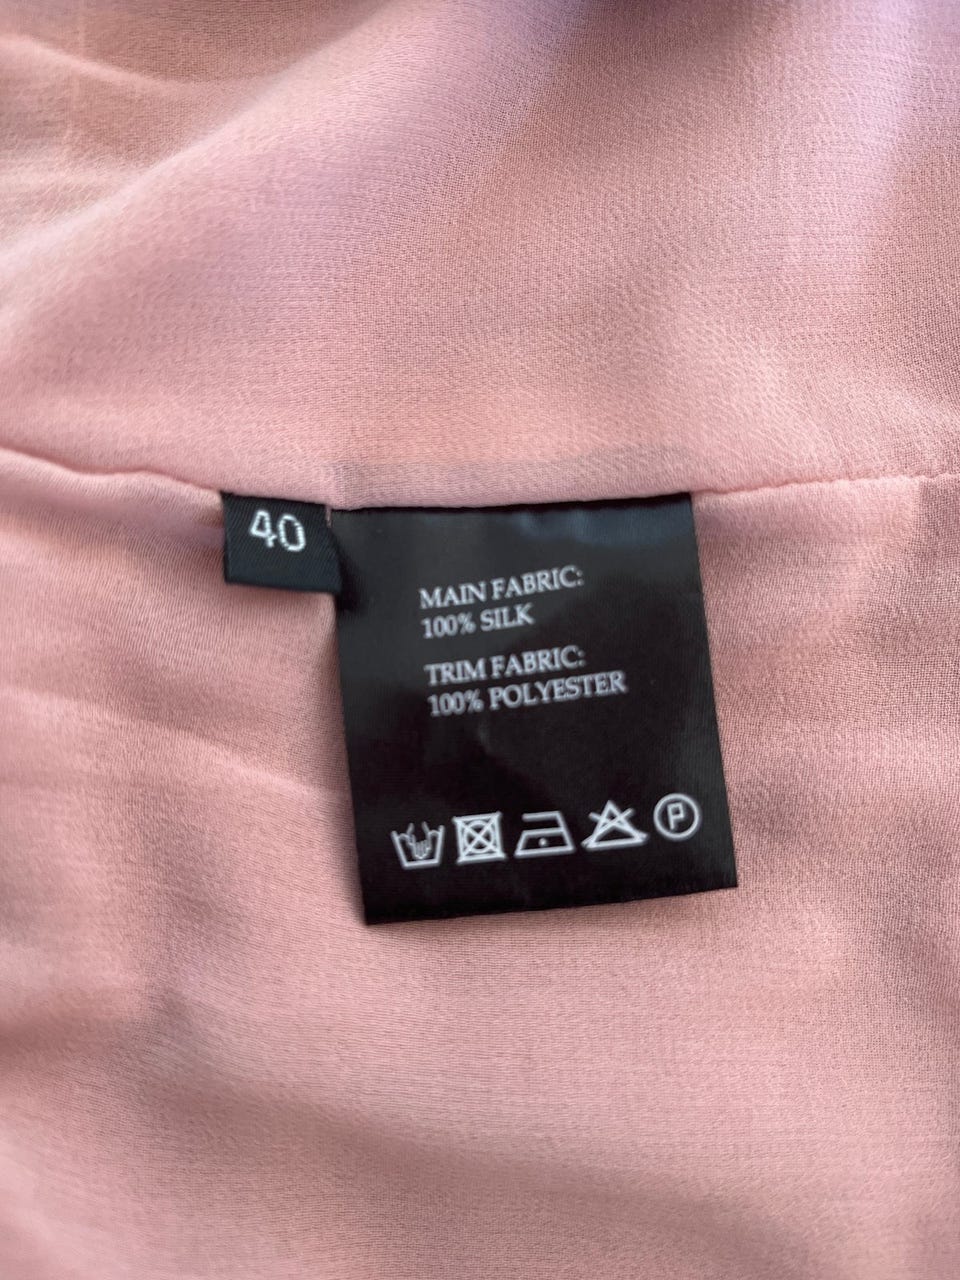 40
MAIN FABRIC:
100% SILK
TRIM FABRIC:
100% POLYESTER
P